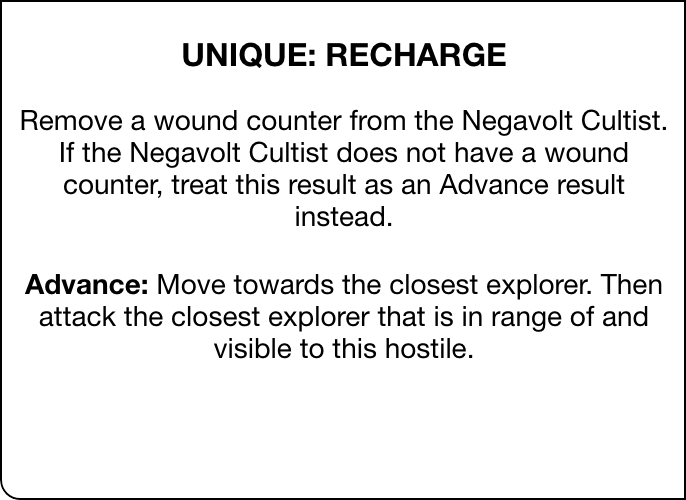 UNIQUE: RECHARGE
Remove a wound counter from the Negavolt Cultist.
If the Negavolt Cultist does not have a wound
counter, treat this result as an Advance result
instead.
Advance: Move towards the closest explorer. Then
attack the closest explorer that is in range of and
visible to this hostile.